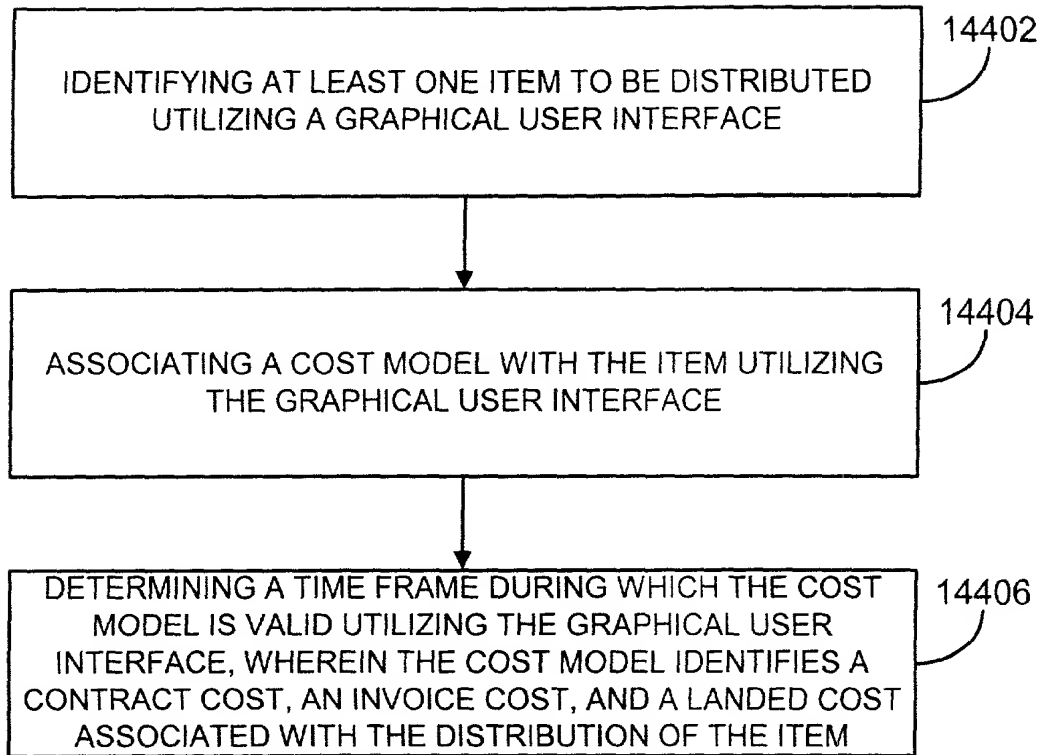 14402
IDENTIFYING AT LEAST ONE ITEM TO BE DISTRIBUTED
UTILIZING A GRAPHICAL USER INTERFACE
14404
ASSOCIATING A COST MODEL WITH THE ITEM UTILIZING
THE GRAPHICAL USER INTERFACE
14406
DETERMINING A TIME FRAME DURING WHICH THE COST
MODEL IS VALID UTILIZING THE GRAPHICAL USER
INTERFACE, WHEREIN THE COST MODEL IDENTIFIES A
CONTRACT COST, AN INVOICE COST, AND A LANDED COST
ASSOCIATED WITH THE DISTRIBUTION OF THE ITEM